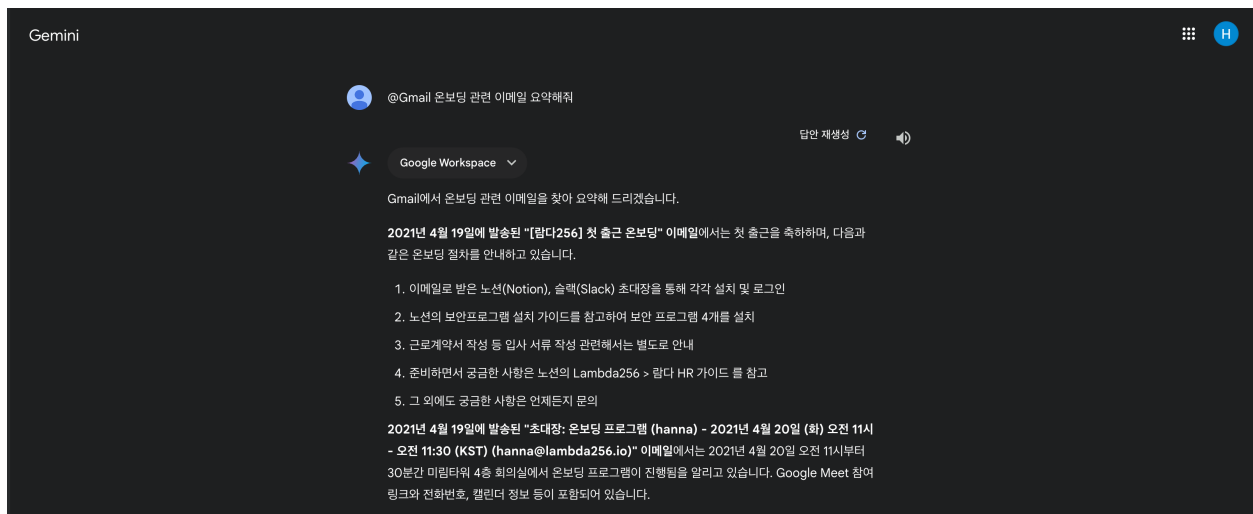 Gemini
H
@Gmail 온보딩 관련 이메일 요약해줘
답안 재생성
Google Workspace
Gmail에서 온보딩 관련 이메일을 찾아 요약해 드리겠습니다.
2021년 4월 19일에 발송된 "[람다256] 첫 출근 온보딩" 이메일에서는 첫 출근을 축하하며, 다음과
같은 온보딩 절차를 안내하고 있습니다.
1. 이메일로 받은 노션(Notion), 슬랙(Slack) 초대장을 통해 각각 설치 및 로그인
2. 노션의 보안프로그램 설치 가이드를 참고하여 보안 프로그램 4개를 설치
3. 근로계약서 작성 등 입사 서류 작성 관련해서는 별도로 안내
4. 준비하면서 궁금한 사항은 노션의 Lambda256 > 람다 HR 가이드 를 참고
5. 그 외에도 궁금한 사항은 언제든지 문의
2021년 4월 19일에 발송된 "초대장: 온보딩 프로그램 (hanna) - 2021년 4월 20일 (화) 오전 11시
- 오전 11:30 (KST) (hanna@lambda256.io)" 이메일에서는 2021년 4월 20일 오전 11시부터
30분간 미림타워 4층 회의실에서 온보딩 프로그램이 진행됨을 알리고 있습니다. Google Meet 참여
링크와 전화번호, 캘린더 정보 등이 포함되어 있습니다.